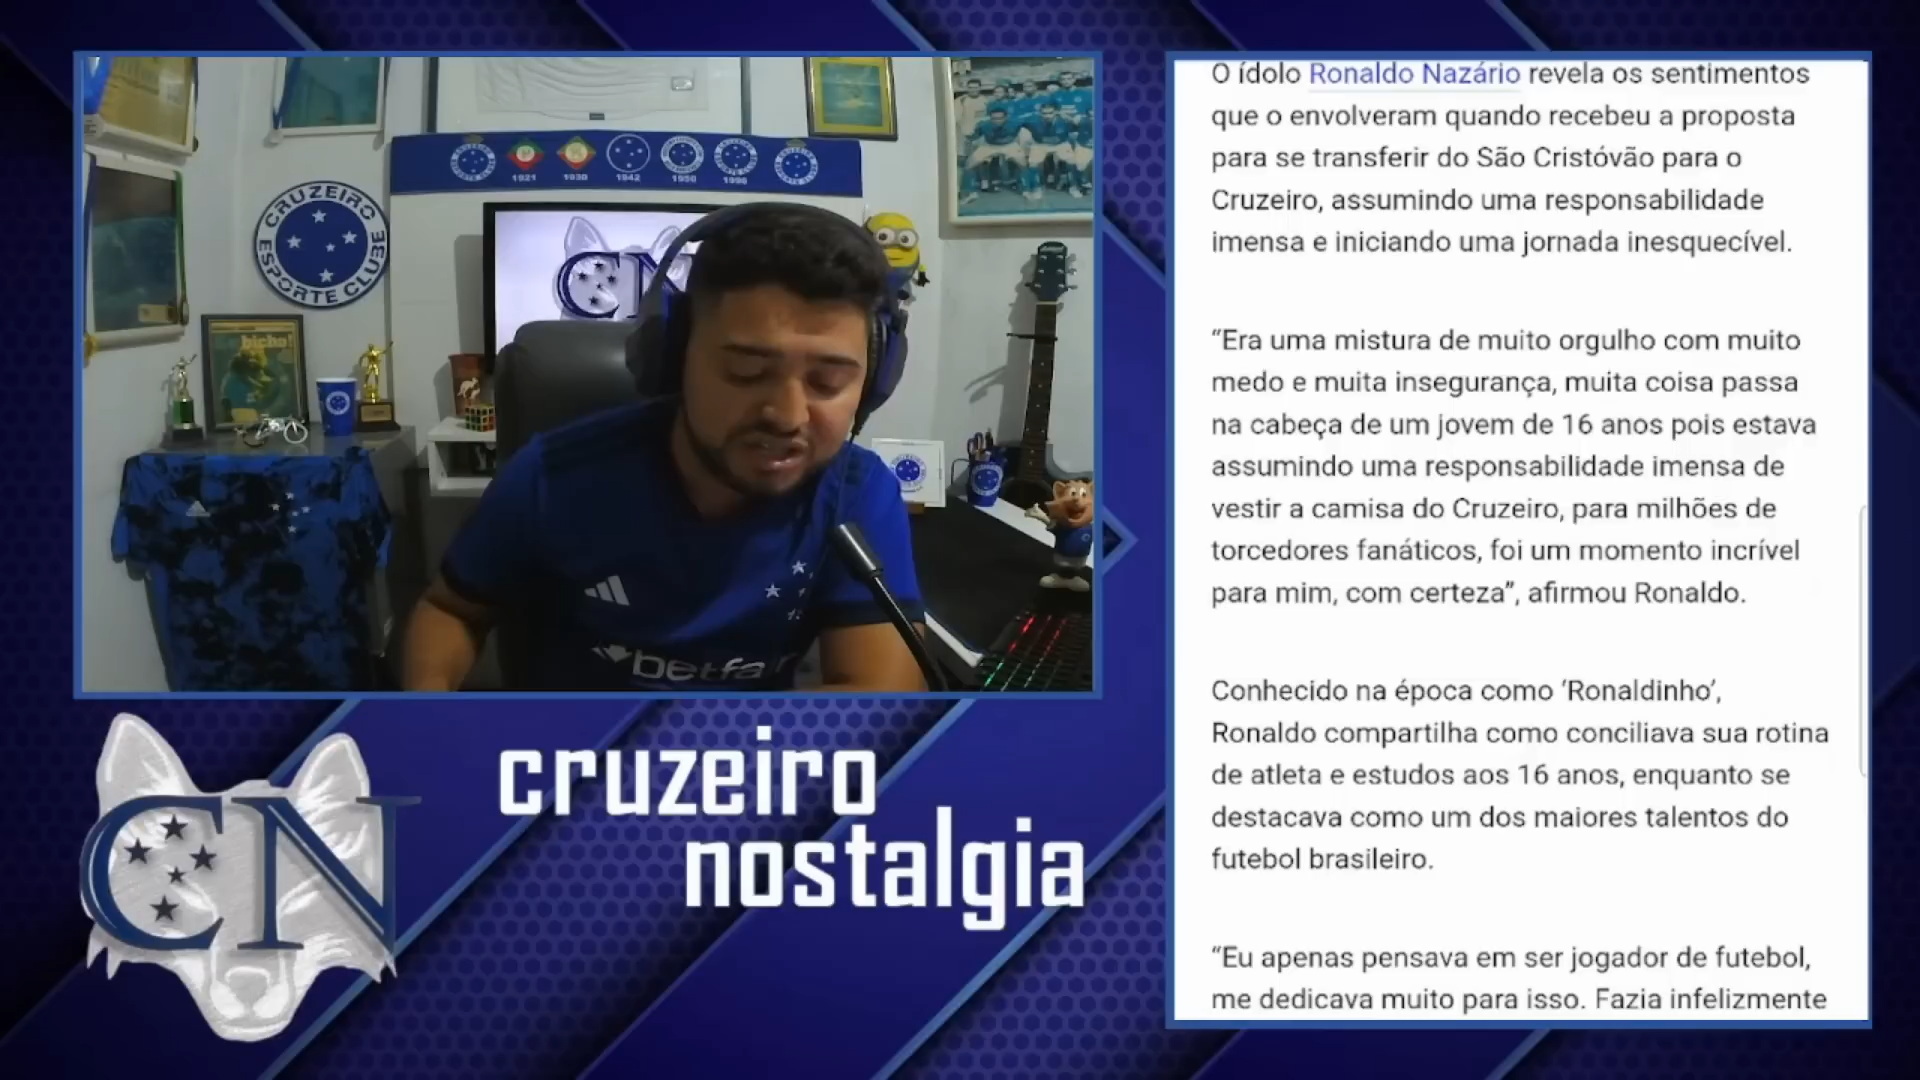 CRUZEIRO
ESPORTE CLUBE
1921
1930
1942
1950
bicho!
CN
betfair
CN
cruzeiro
nostalgia
O ídolo Ronaldo Nazário revela os sentimentos
que o envolveram quando recebeu a proposta
para se transferir do São Cristóvão para o
Cruzeiro, assumindo uma responsabilidade
imensa e iniciando uma jornada inesquecível.
“Era uma mistura de muito orgulho com muito
medo e muita insegurança, muita coisa passa
na cabeça de um jovem de 16 anos pois estava
assumindo uma responsabilidade imensa de
vestir a camisa do Cruzeiro, para milhões de
torcedores fanáticos, foi um momento incrível
para mim, com certeza”, afirmou Ronaldo.
Conhecido na época como ‘Ronaldinho’,
Ronaldo compartilha como conciliava sua rotina
de atleta e estudos aos 16 anos, enquanto se
destacava como um dos maiores talentos do
futebol brasileiro.
“Eu apenas pensava em ser jogador de futebol,
me dedicava muito para isso. Fazia infelizmente